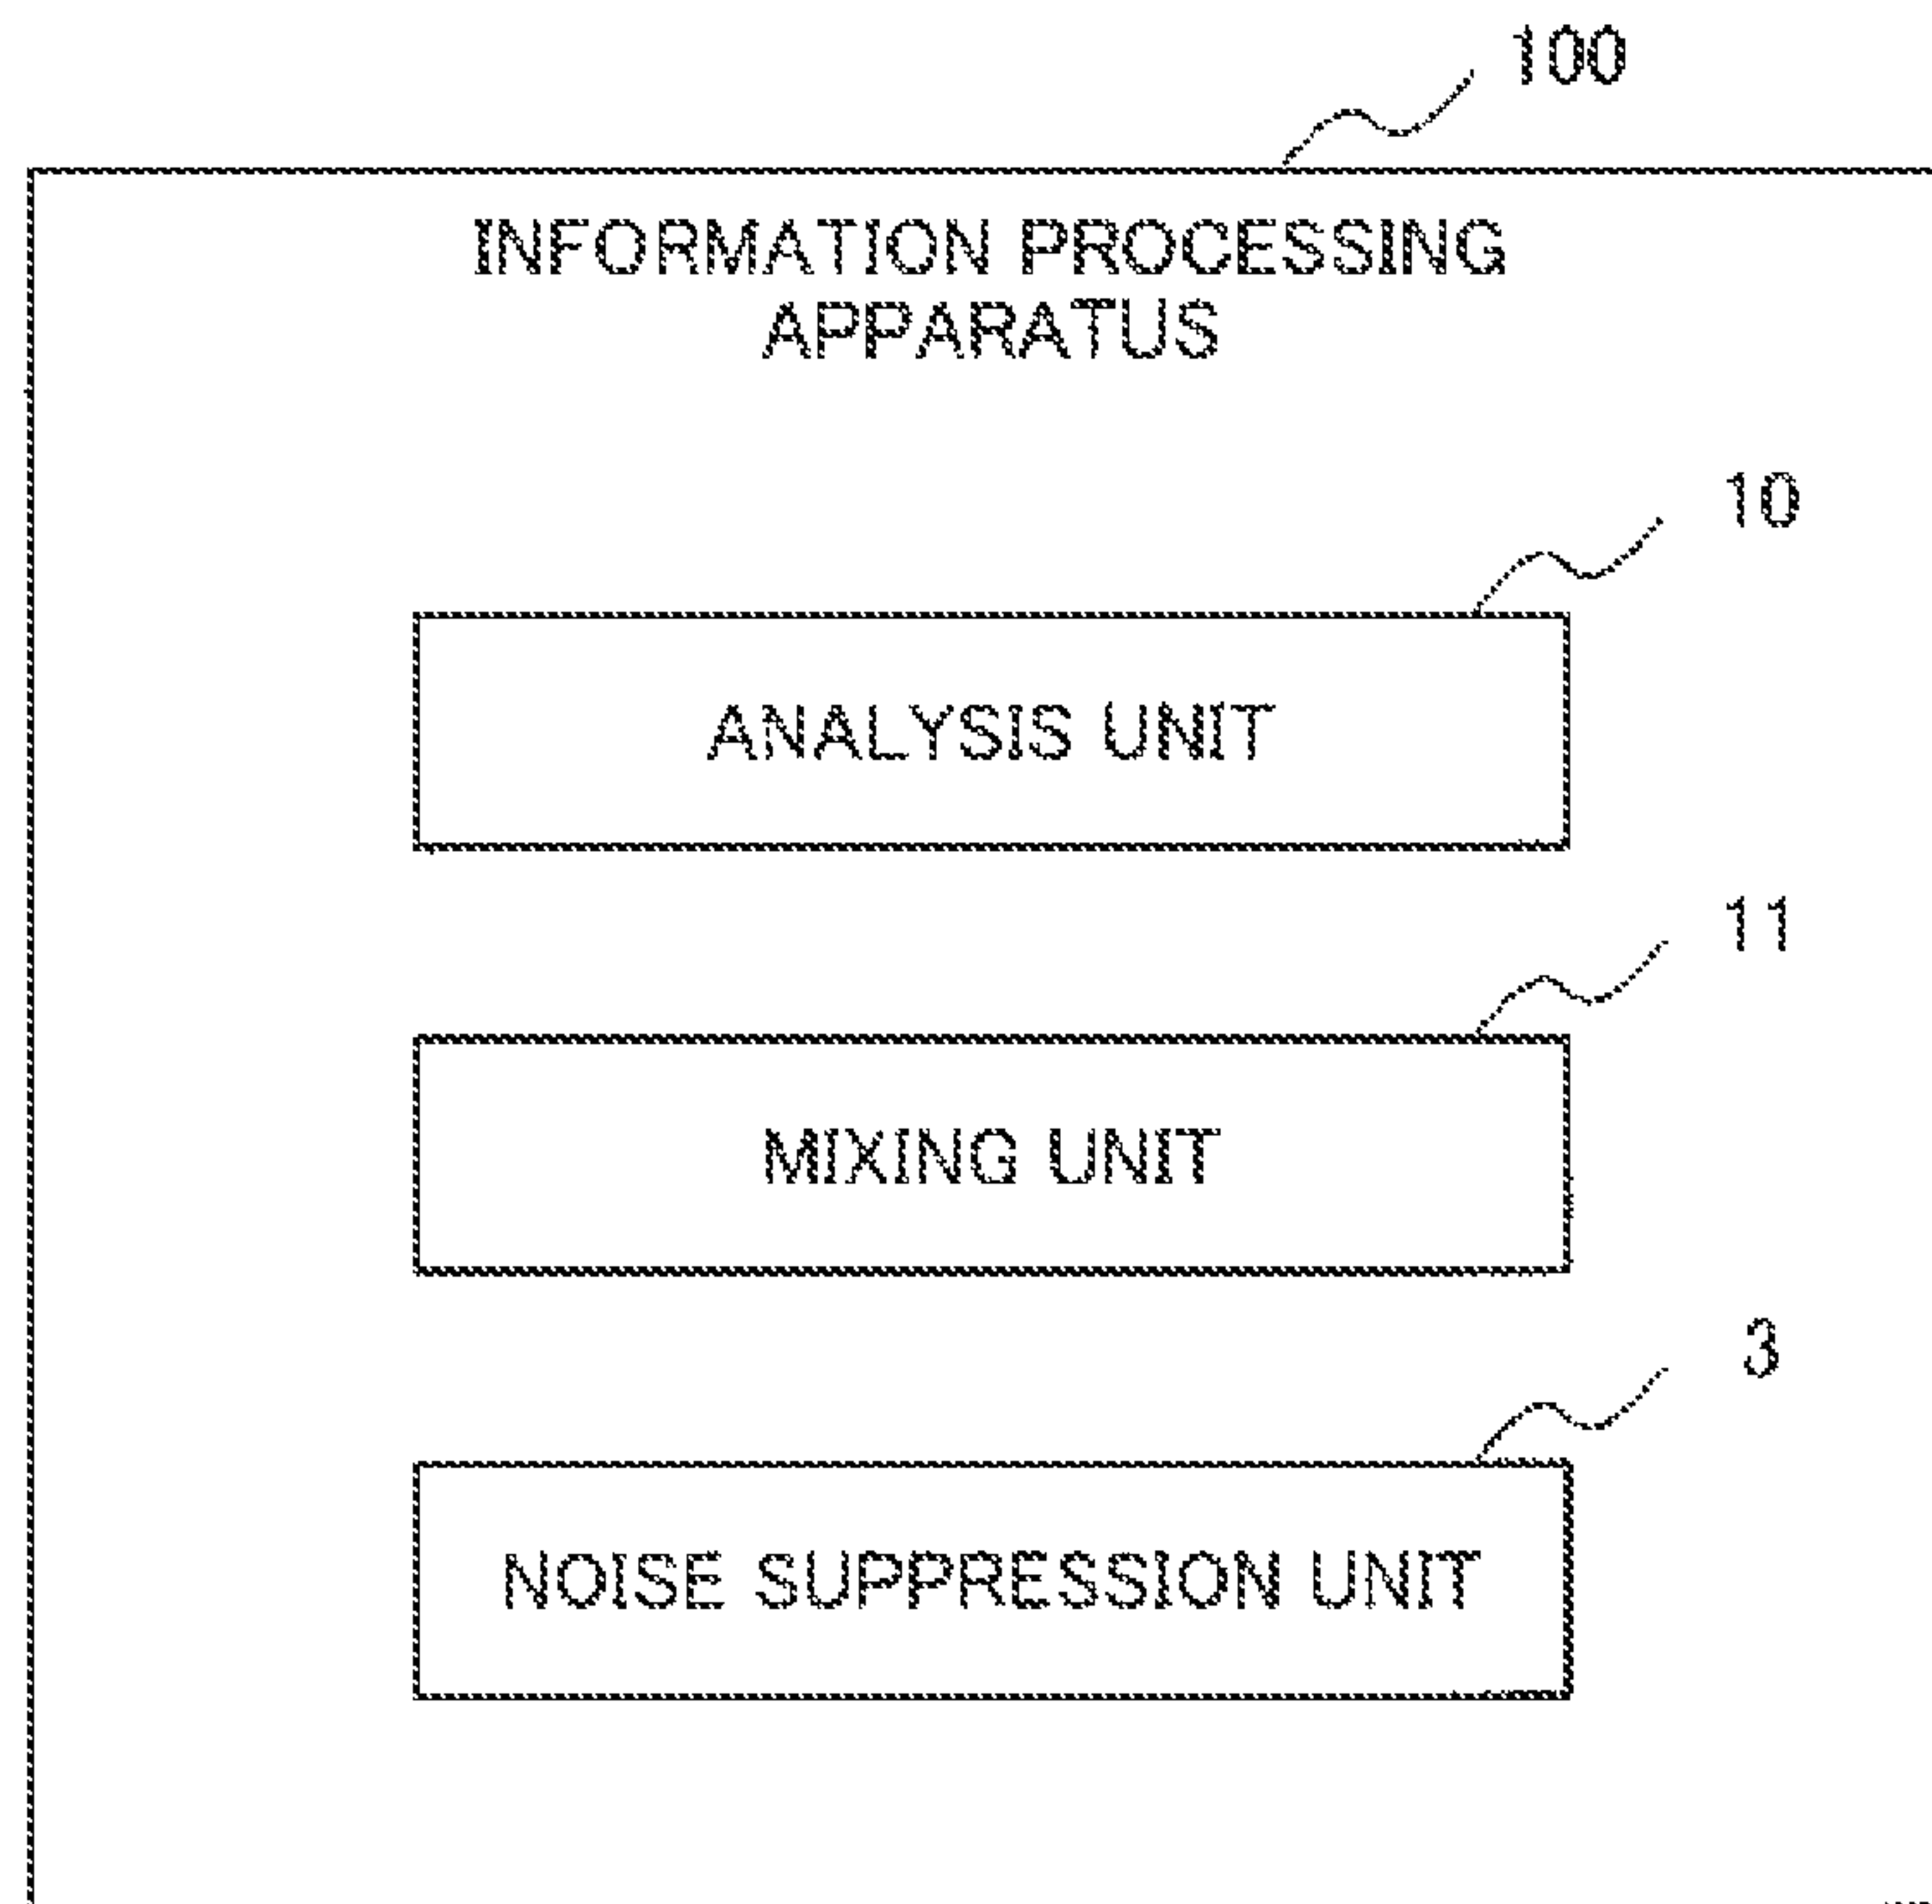 100
INFORMATION PROCESSING
APPARATUS
10
ANALYSIS UNIT
11
MIXING UNIT
3
NOISE SUPPRESSION UNIT